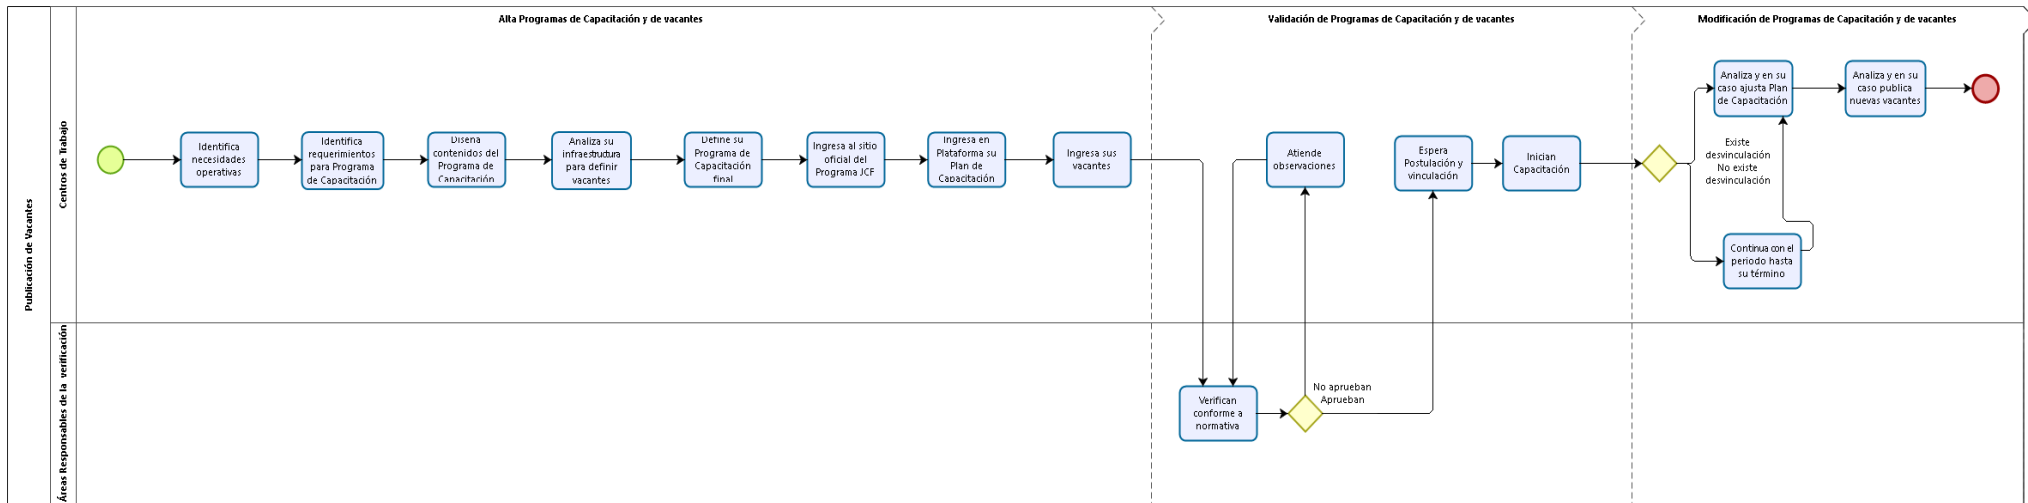 Alta Programas de Capacitación y de vacantes
Validación de Programas de Capacitación y de vacantes
Modificación de Programas de Capacitación y de vacantes
Publicación de Vacantes
Centros de Trabajo
Identifica
necesidades
operativas
Identifica
requerimientos
para Programa
de Capacitación
Diseña
contenidos del
Programa de
Capacitación
Analiza su
infraestructura
para definir
vacantes
Define su
Programa de
Capacitación
final
Ingresa al sitio
oficial del
Programa JCF
Ingresa en
Plataforma su
Plan de
Capacitación
Ingresa sus
vacantes
Atiende
observaciones
Espera
Postulación y
vinculación
Inician
Capacitación
Analiza y en su
caso ajusta Plan
de Capacitación
Analiza y en su
caso publica
nuevas vacantes
Existe
desvinculación
No existe
desvinculación
Continua con el
periodo hasta
su término
Áreas Responsables de la verificación
Verifican
conforme a
normativa
No aprueban
Aprueban